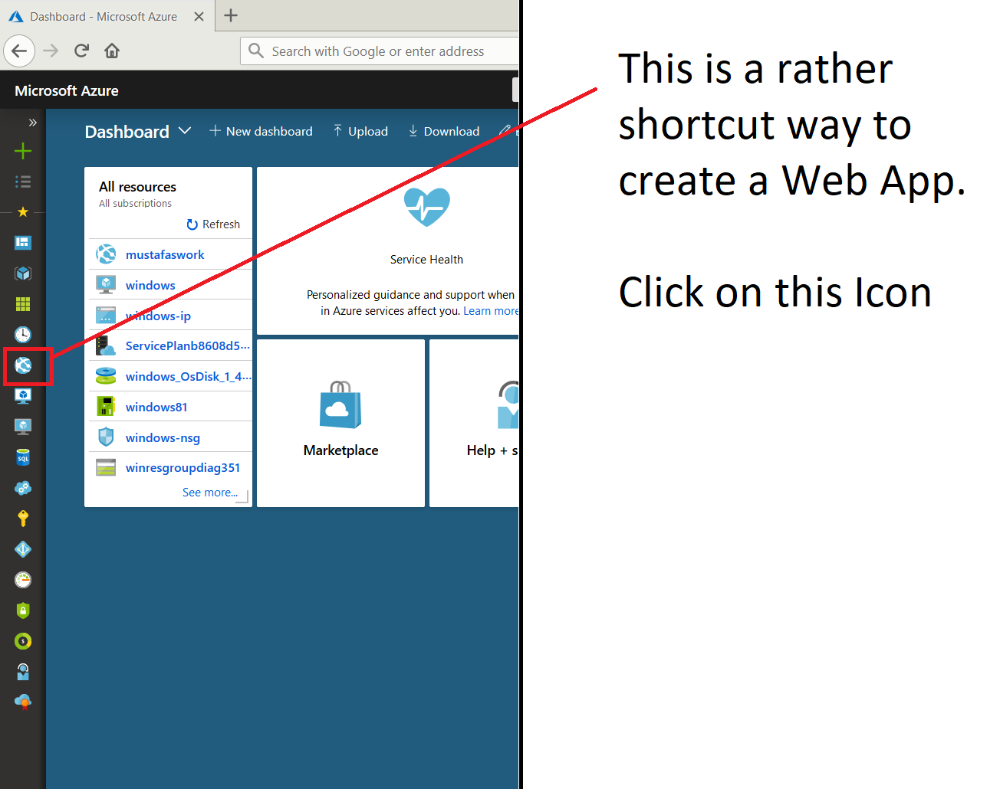 Dashboard - Microsoft Azure
Search with Google or enter address
Microsoft Azure
Dashboard
New dashboard
Upload
Download
All resources
All subscriptions
Refresh
mustafaswork
windows
windows-ip
ServicePlanb8608d5...
windows_OsDisk_1_4...
windows81
windows-nsg
winresgroupdiag351
See more...
Service Health
Personalized guidance and support when
in Azure services affect you. Learn more
Marketplace
Help + s
SQL
This is a rather
shortcut way to
create a Web App.
Click on this Icon